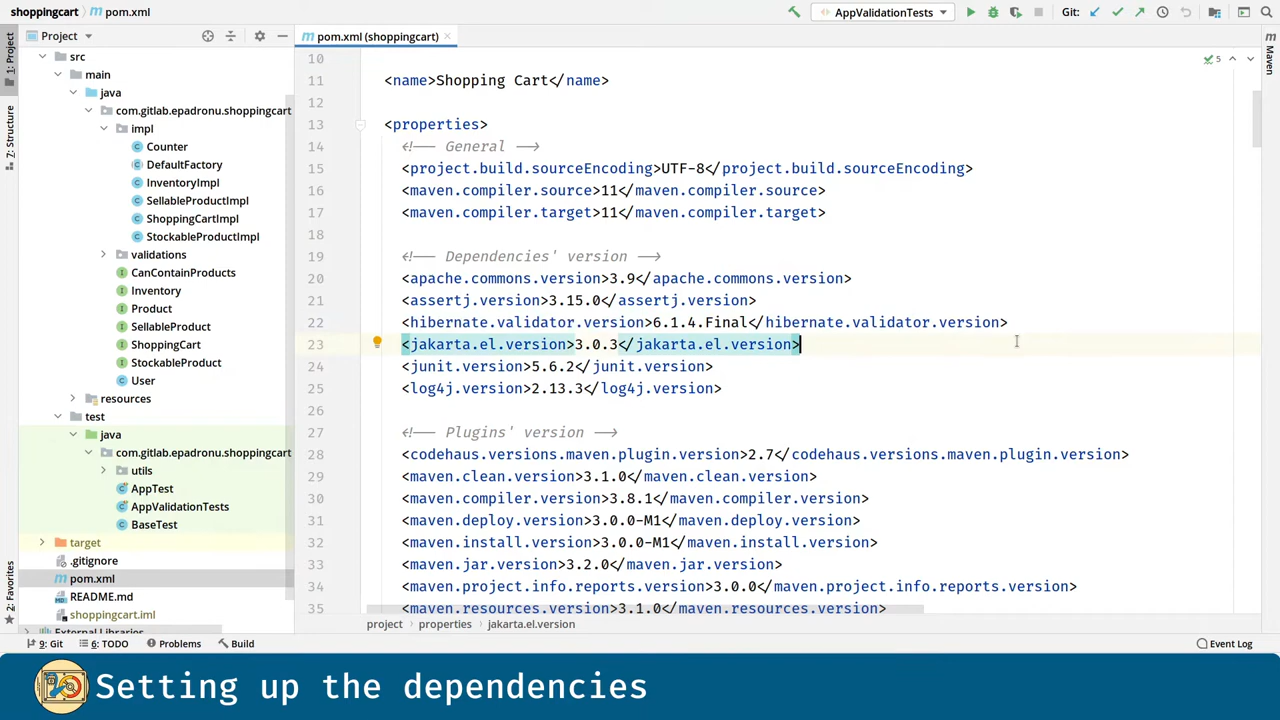 shoppingcart › pom.xml
AppValidationTests
Git:
Project
pom.xml (shoppingcart)
1: Project
7: Structure
2: Favorites
Maven
src
main
java
com.gitlab.epadronu.shoppingcart
impl
Counter
DefaultFactory
InventoryImpl
SellableProductImpl
ShoppingCartImpl
StockableProductImpl
validations
CanContainProducts
Inventory
Product
SellableProduct
ShoppingCart
StockableProduct
User
resources
test
java
com.gitlab.epadronu.shoppingcart
utils
AppTest
AppValidationTests
BaseTest
target
.gitignore
pom.xml
README.md
shoppingcart.iml
External Libraries
5
10
11 <name>Shopping Cart</name>
12
13 <properties>
14 <!-- General -->
15 <project.build.sourceEncoding>UTF-8</project.build.sourceEncoding>
16 <maven.compiler.source>11</maven.compiler.source>
17 <maven.compiler.target>11</maven.compiler.target>
18
19 <!-- Dependencies' version -->
20 <apache.commons.version>3.9</apache.commons.version>
21 <assertj.version>3.15.0</assertj.version>
22 <hibernate.validator.version>6.1.4.Final</hibernate.validator.version>
23 <jakarta.el.version>3.0.3</jakarta.el.version>
24 <junit.version>5.6.2</junit.version>
25 <log4j.version>2.13.3</log4j.version>
26
27 <!-- Plugins' version -->
28 <codehaus.versions.maven.plugin.version>2.7</codehaus.versions.maven.plugin.version>
29 <maven.clean.version>3.1.0</maven.clean.version>
30 <maven.compiler.version>3.8.1</maven.compiler.version>
31 <maven.deploy.version>3.0.0-M1</maven.deploy.version>
32 <maven.install.version>3.0.0-M1</maven.install.version>
33 <maven.jar.version>3.2.0</maven.jar.version>
34 <maven.project.info.reports.version>3.0.0</maven.project.info.reports.version>
35 <maven.resources.version>3.1.0</maven.resources.version>
project › properties › jakarta.el.version
9: Git 6: TODO Problems Build Event Log
Setting up the dependencies